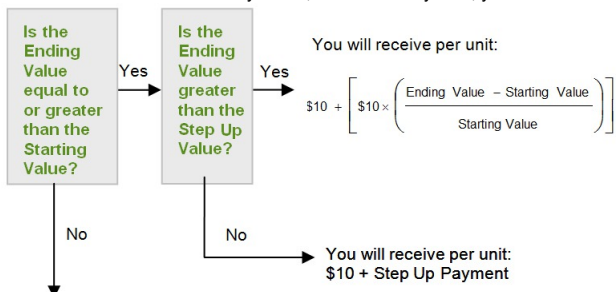 Is the
Ending
Value
equal to
or greater
than the
Starting
Value?
Yes
Is the
Ending
Value
greater
than the
Step Up
Value?
Yes
You will receive per unit:
$10 + [ $10 × ( Ending Value – Starting Value
Starting Value ) ]
No
No
You will receive per unit:
$10 + Step Up Payment